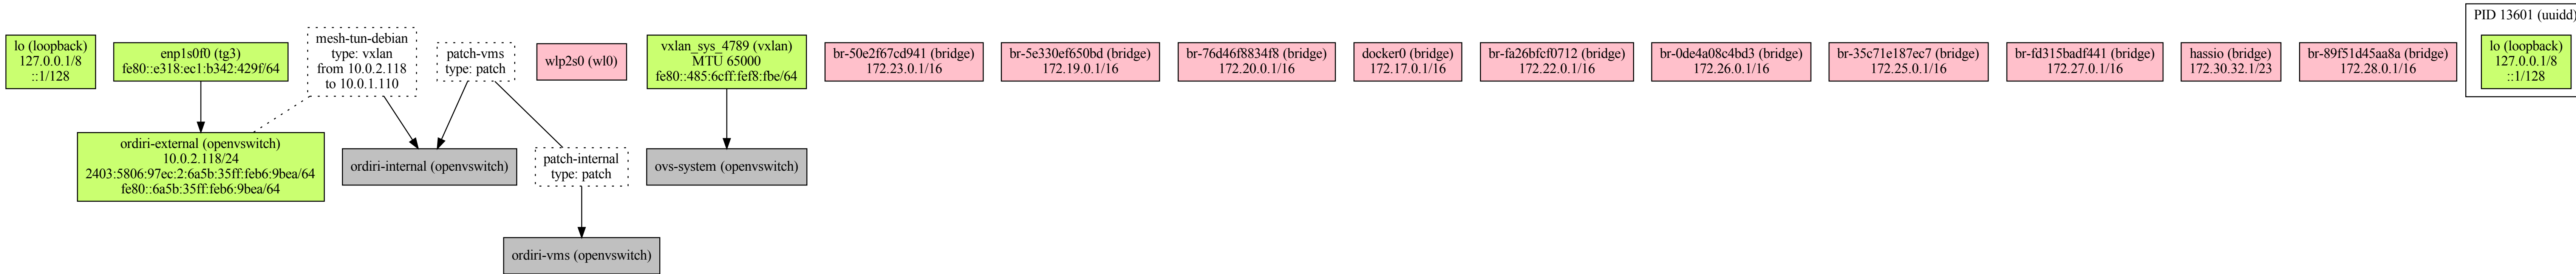 lo (loopback)
127.0.0.1/8
::1/128
enp1s0f0 (tg3)
fe80::e318:ec1:b342:429f/64
mesh-tun-debian
type: vxlan
from 10.0.2.118
to 10.0.1.110
patch-vms
type: patch
wlp2s0 (wl0)
vxlan_sys_4789 (vxlan)
MTU 65000
fe80::485:6cff:fef8:fbe/64
br-50e2f67cd941 (bridge)
172.23.0.1/16
br-5e330ef650bd (bridge)
172.19.0.1/16
br-76d46f8834f8 (bridge)
172.20.0.1/16
docker0 (bridge)
172.17.0.1/16
br-fa26bfcf0712 (bridge)
172.22.0.1/16
br-0de4a08c4bd3 (bridge)
172.26.0.1/16
br-35c71e187ec7 (bridge)
172.25.0.1/16
br-fd315badf441 (bridge)
172.27.0.1/16
hassio (bridge)
172.30.32.1/23
br-89f51d45aa8a (bridge)
172.28.0.1/16
PID 13601 (uuidd)
lo (loopback)
127.0.0.1/8
::1/128
ordiri-external (openvswitch)
10.0.2.118/24
2403:5806:97ec:2:6a5b:35ff:feb6:9bea/64
fe80::6a5b:35ff:feb6:9bea/64
ordiri-internal (openvswitch)
patch-internal
type: patch
ovs-system (openvswitch)
ordiri-vms (openvswitch)